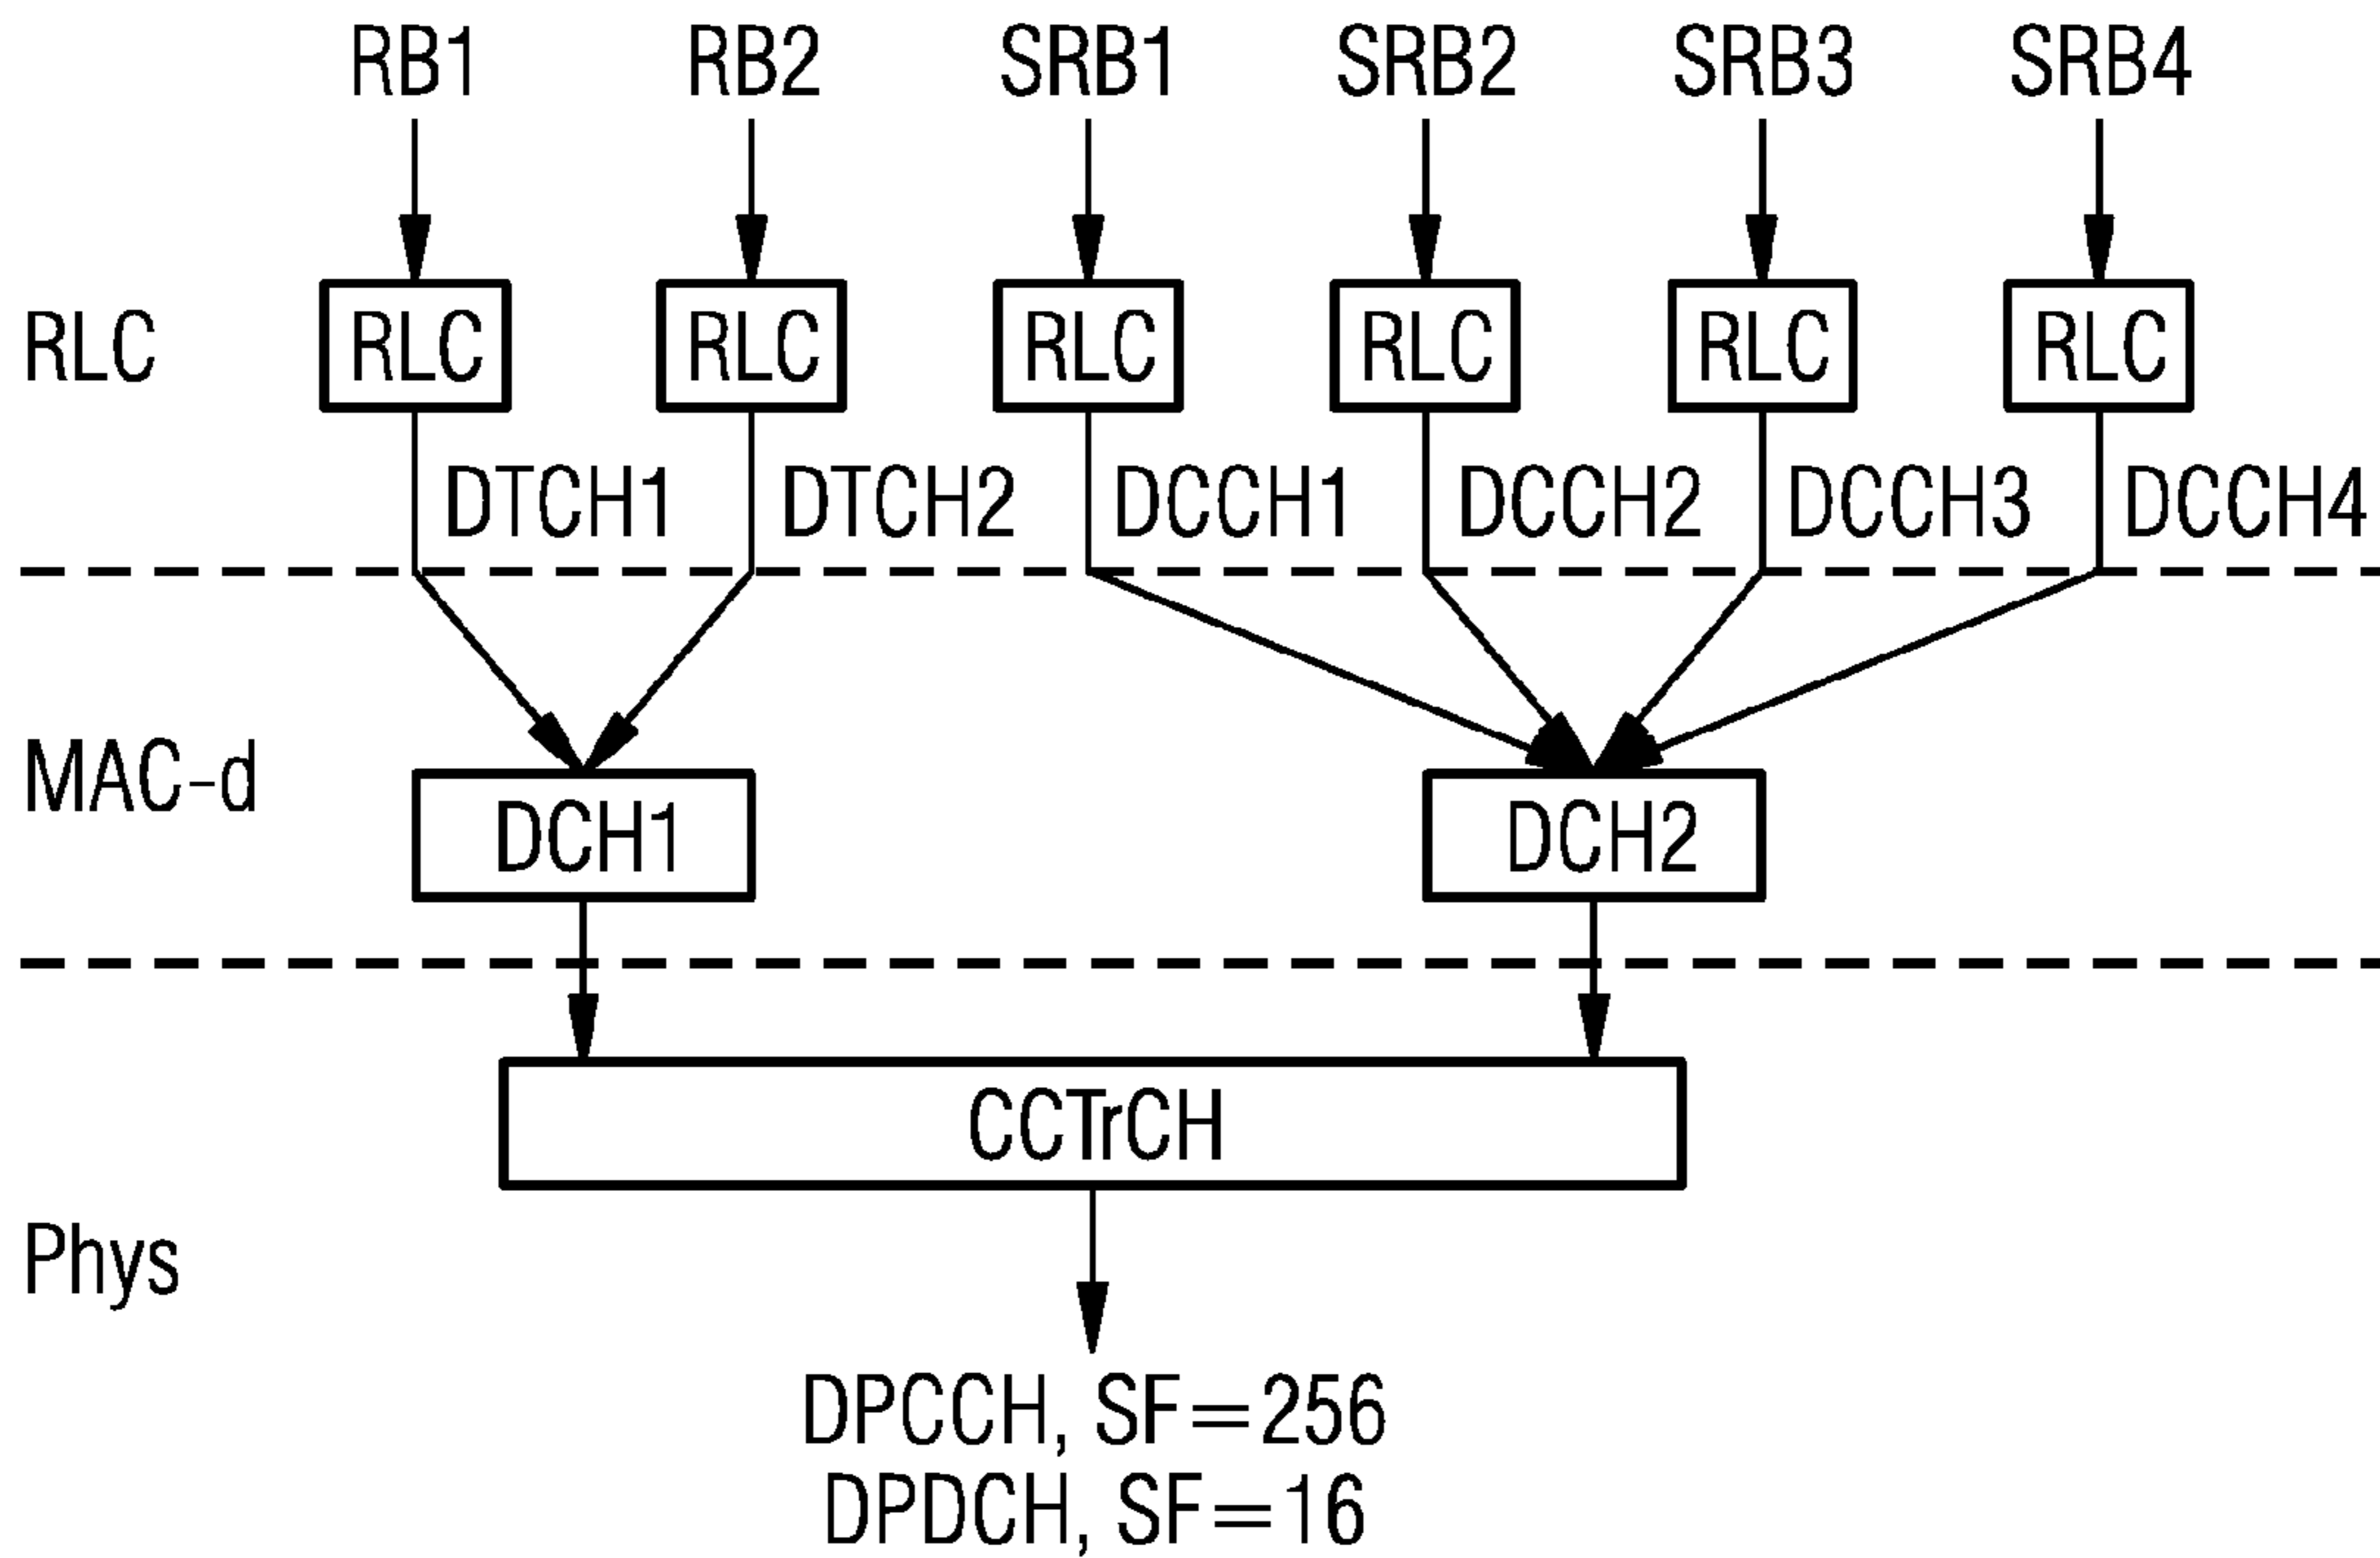 RB1 RB2 SRB1 SRB2 SRB3 SRB4
RLC RLC RLC RLC RLC RLC RLC
DTCH1 DTCH2 DCCH1 DCCH2 DCCH3 DCCH4
MAC-d DCH1 DCH2
CCTrCH
Phys
DPCCH, SF=256
DPDCH, SF=16